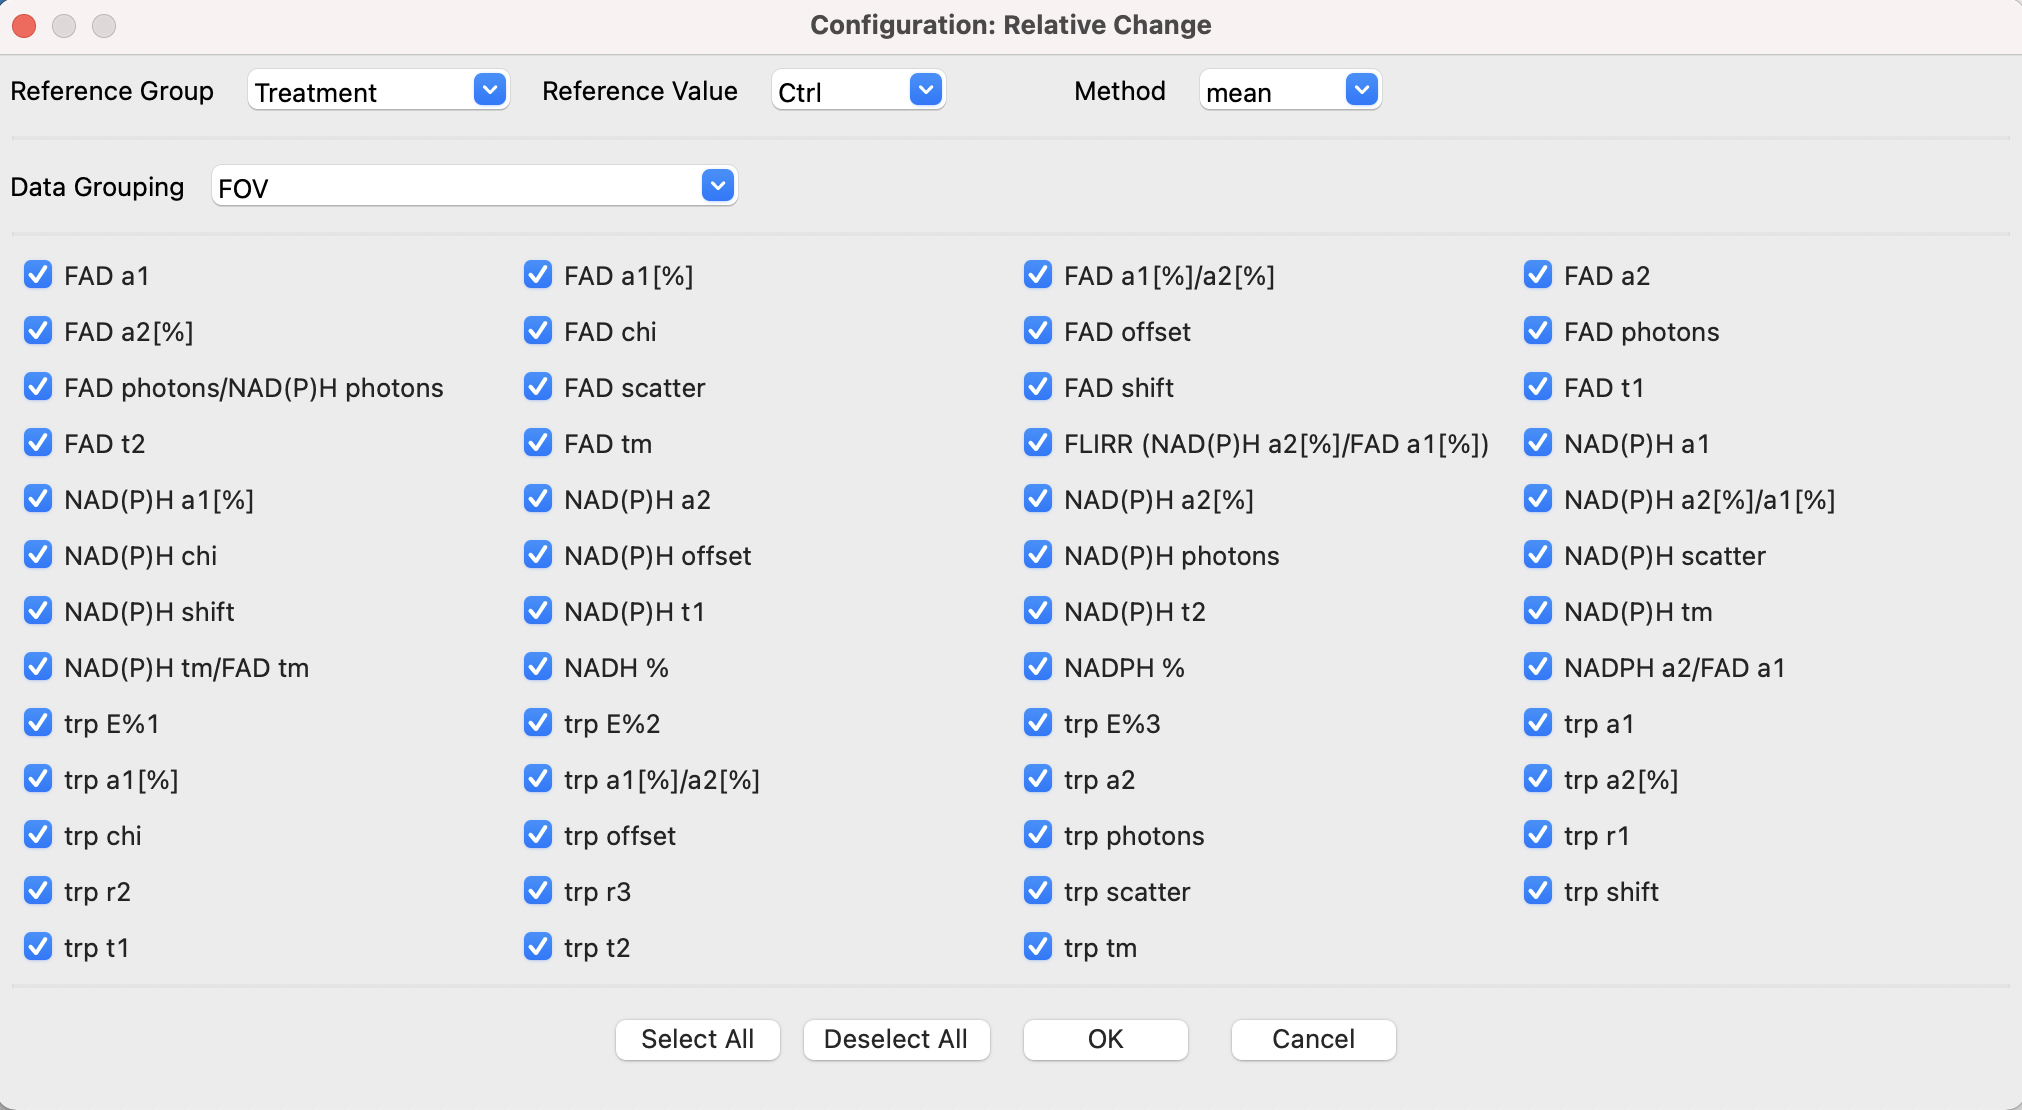 Configuration: Relative Change
Reference Group Treatment Reference Value Ctrl Method mean
Data Grouping FOV
FAD a1 FAD a1[%] FAD a1[%]/a2[%] FAD a2
FAD a2[%] FAD chi FAD offset FAD photons
FAD photons/NAD(P)H photons FAD scatter FAD shift FAD t1
FAD t2 FAD tm FLIRR (NAD(P)H a2[%]/FAD a1[%]) NAD(P)H a1
NAD(P)H a1[%] NAD(P)H a2 NAD(P)H a2[%] NAD(P)H a2[%]/a1[%]
NAD(P)H chi NAD(P)H offset NAD(P)H photons NAD(P)H scatter
NAD(P)H shift NAD(P)H t1 NAD(P)H t2 NAD(P)H tm
NAD(P)H tm/FAD tm NADH % NADPH % NADPH a2/FAD a1
trp E%1 trp E%2 trp E%3 trp a1
trp a1[%] trp a1[%]/a2[%] trp a2 trp a2[%]
trp chi trp offset trp photons trp r1
trp r2 trp r3 trp scatter trp shift
trp t1 trp t2 trp tm
Select All Deselect All OK Cancel